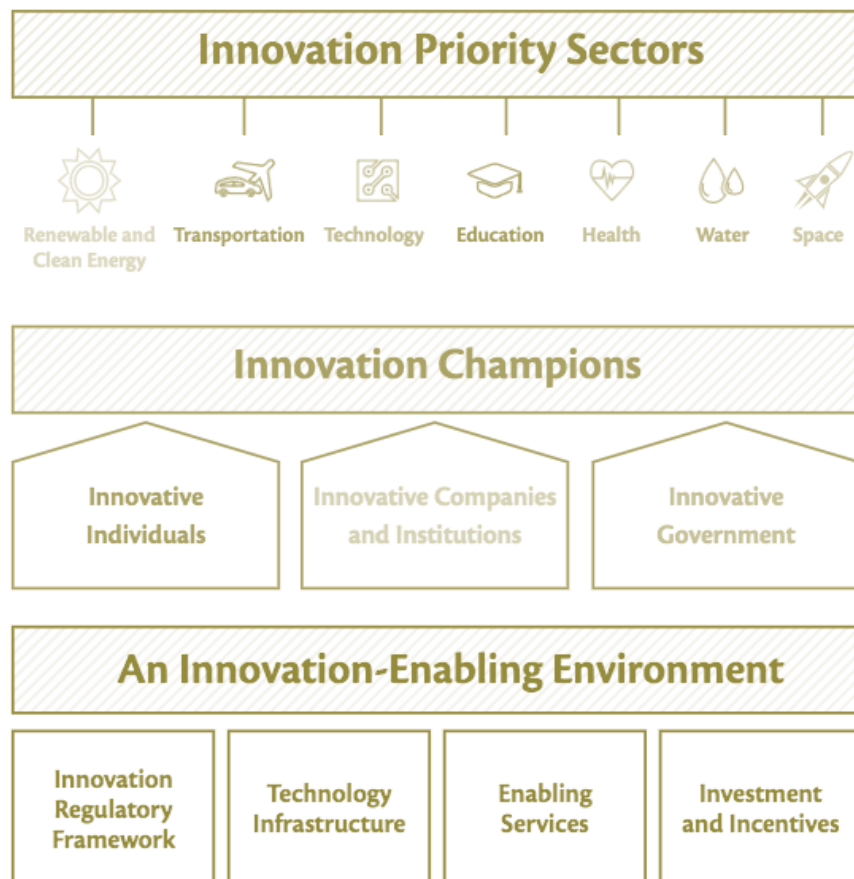 Innovation Priority Sectors
Renewable and
Clean Energy
Transportation
Technology
Education
Health
Water
Space
Innovation Champions
Innovative
Individuals
Innovative Companies
and Institutions
Innovative
Government
An Innovation-Enabling Environment
Innovation
Regulatory
Framework
Technology
Infrastructure
Enabling
Services
Investment
and Incentives